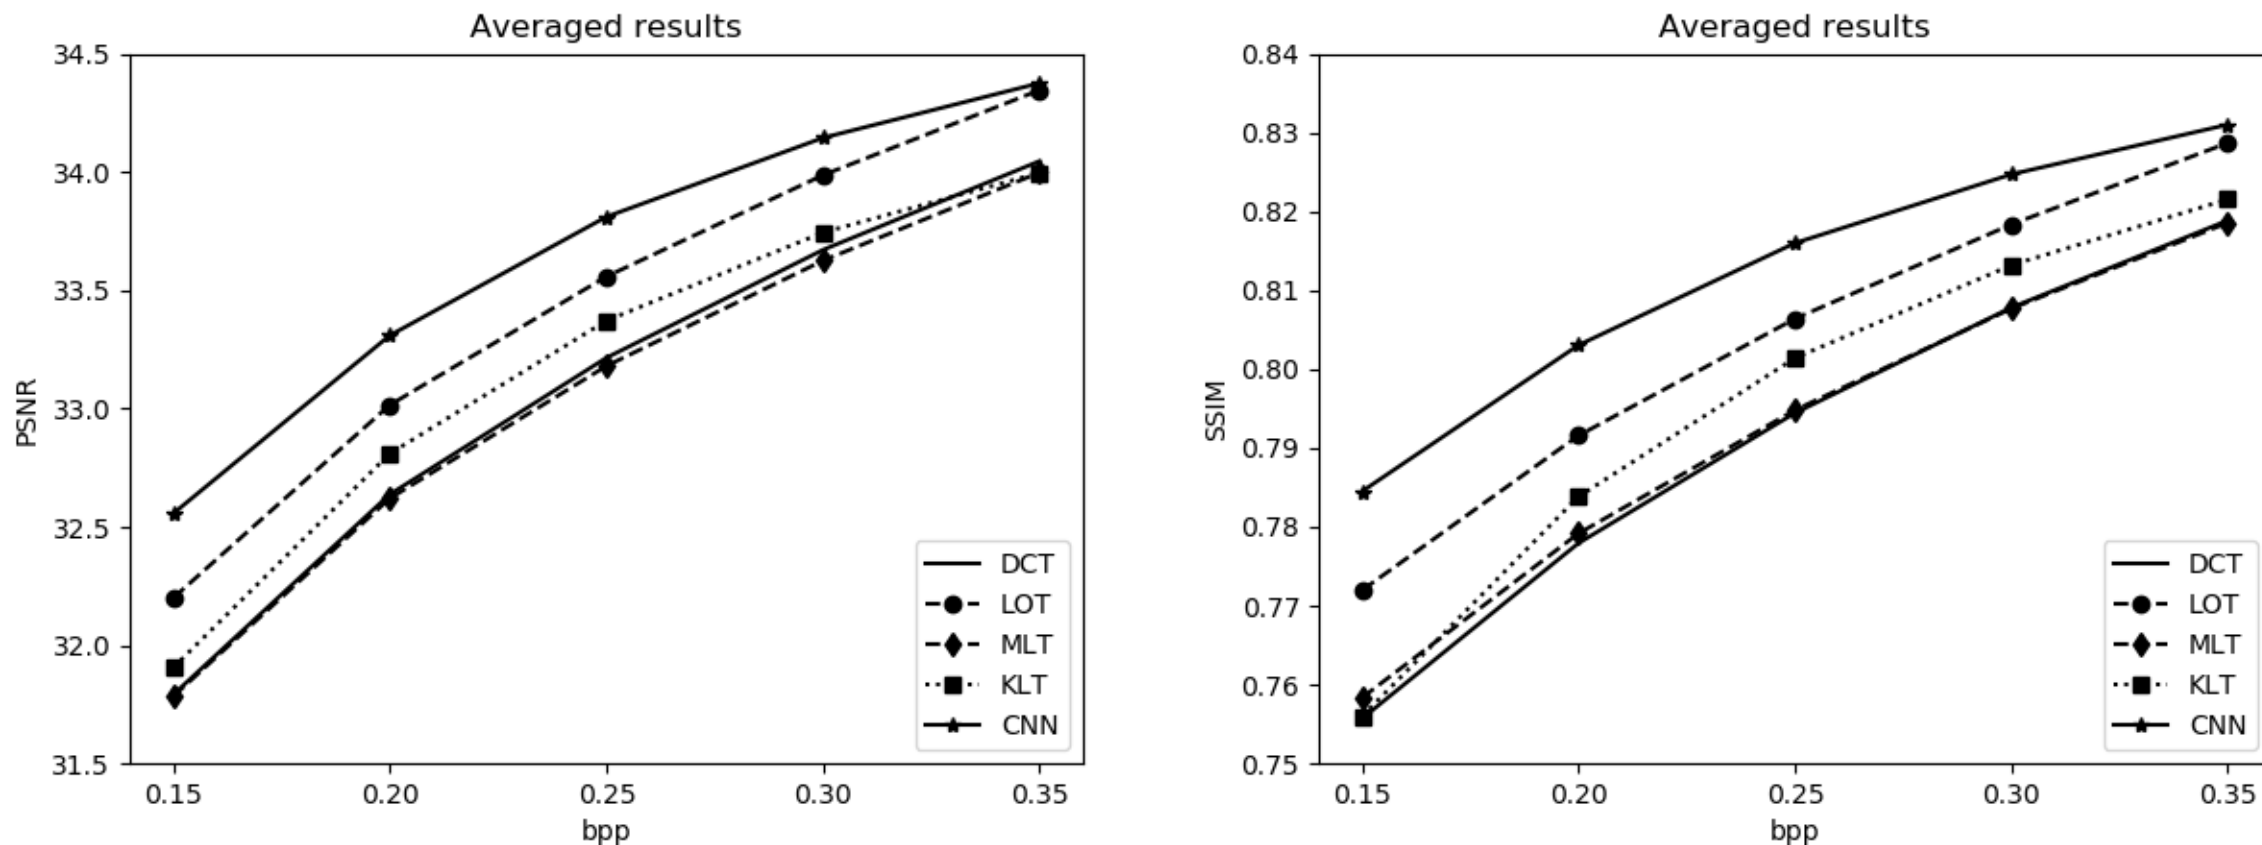 Averaged results
34.5
34.0
33.5
33.0
32.5
32.0
31.5
PSNR
0.15 0.20 0.25 0.30 0.35
bpp
DCT
LOT
MLT
KLT
CNN
Averaged results
0.84
0.83
0.82
0.81
0.80
0.79
0.78
0.77
0.76
0.75
SSIM
0.15 0.20 0.25 0.30 0.35
bpp
DCT
LOT
MLT
KLT
CNN